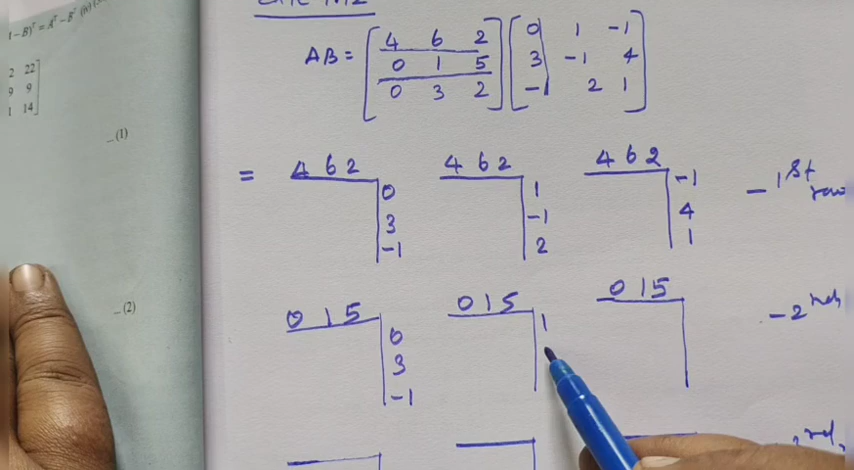 - B)ᵀ = Aᵀ - Bᵀ
2 22
9 9
1 14
_(1)
_(2)
AB = [4 6 2] [0 1 -1]
[0 1 5] [3 -1 4]
[0 3 2] [-1 2 1]
= 4 6 2 4 6 2 4 6 2
0 1 -1 - 1st row
3 -1 4
-1 2 1
0 1 5 0 1 5 0 1 5
0 1 - 2nd
3
-1